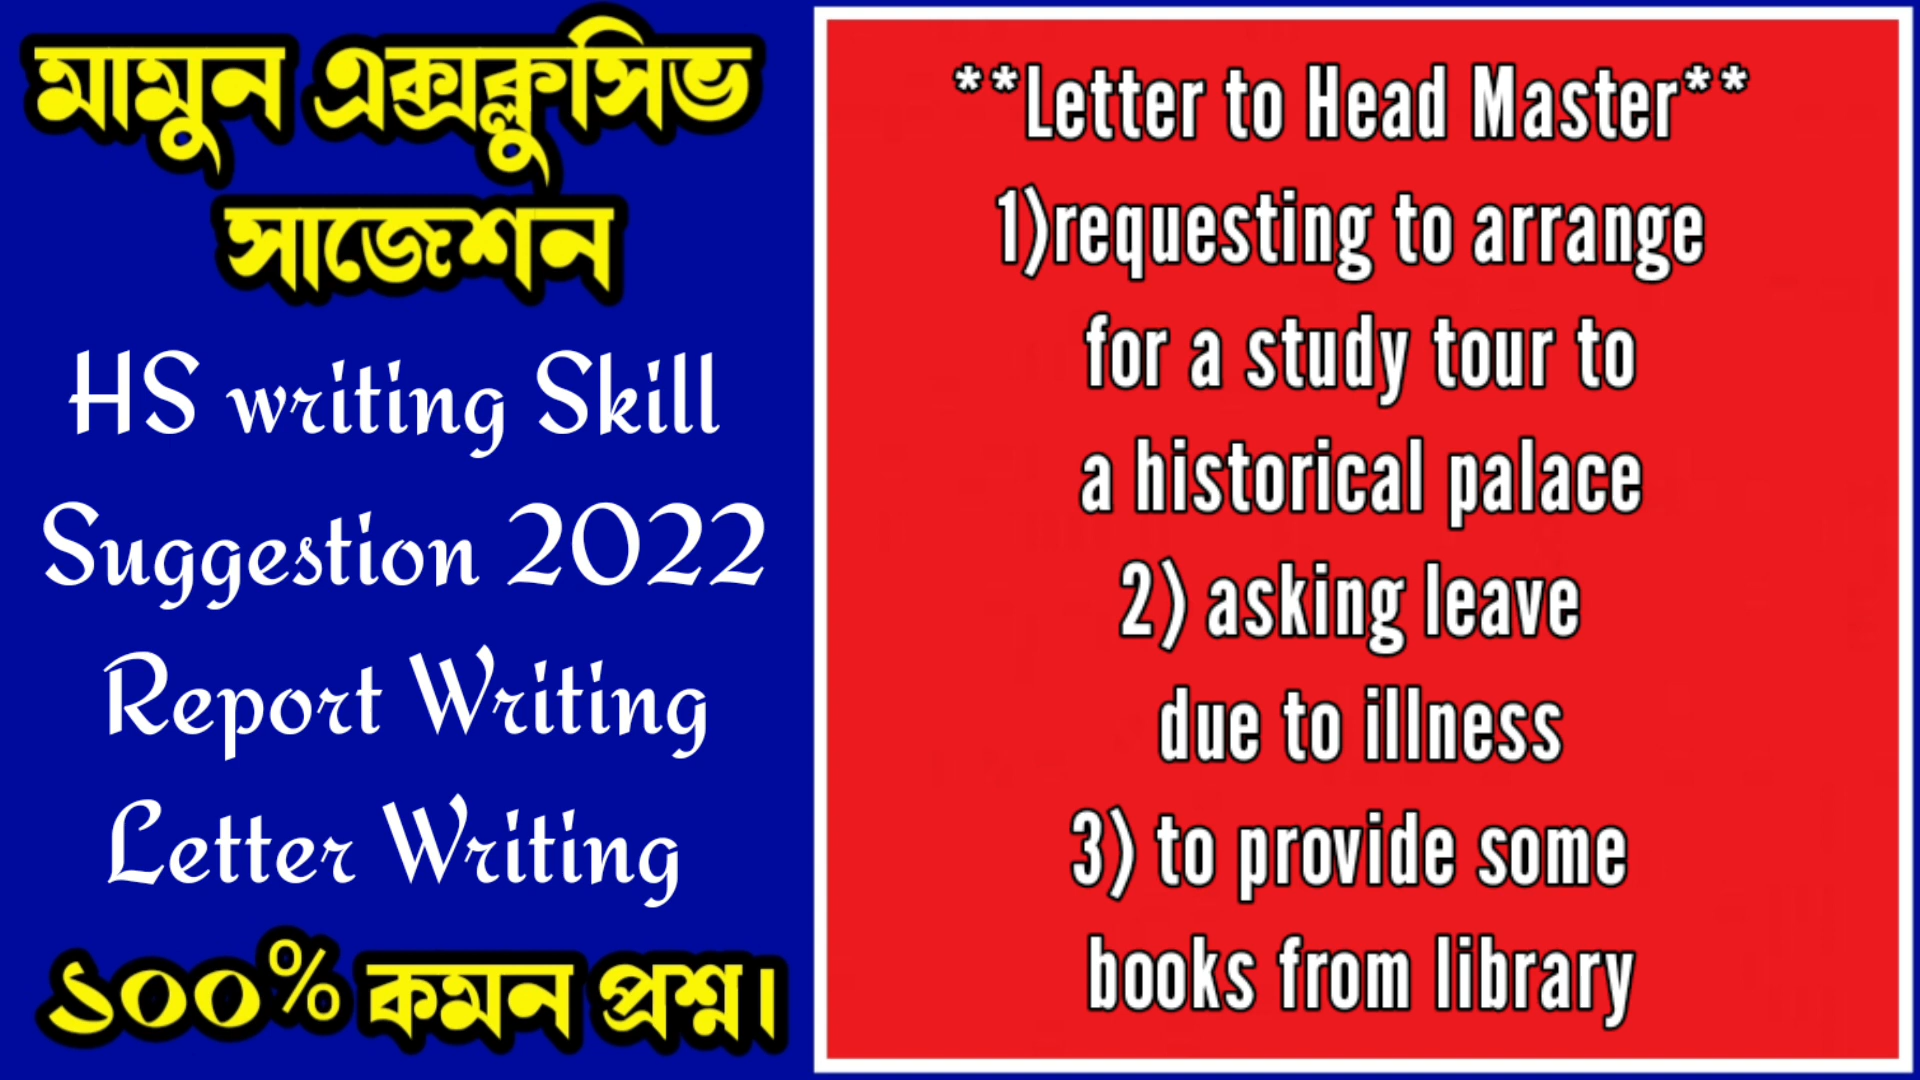 মামুন এক্সক্লুসিভ
সাজেশন
HS writing Skill
Suggestion 2022
Report Writing
Letter Writing
১০০% কমন প্রশ্ন।
**Letter to Head Master**
1)requesting to arrange
for a study tour to
a historical palace
2) asking leave
due to illness
3) to provide some
books from library